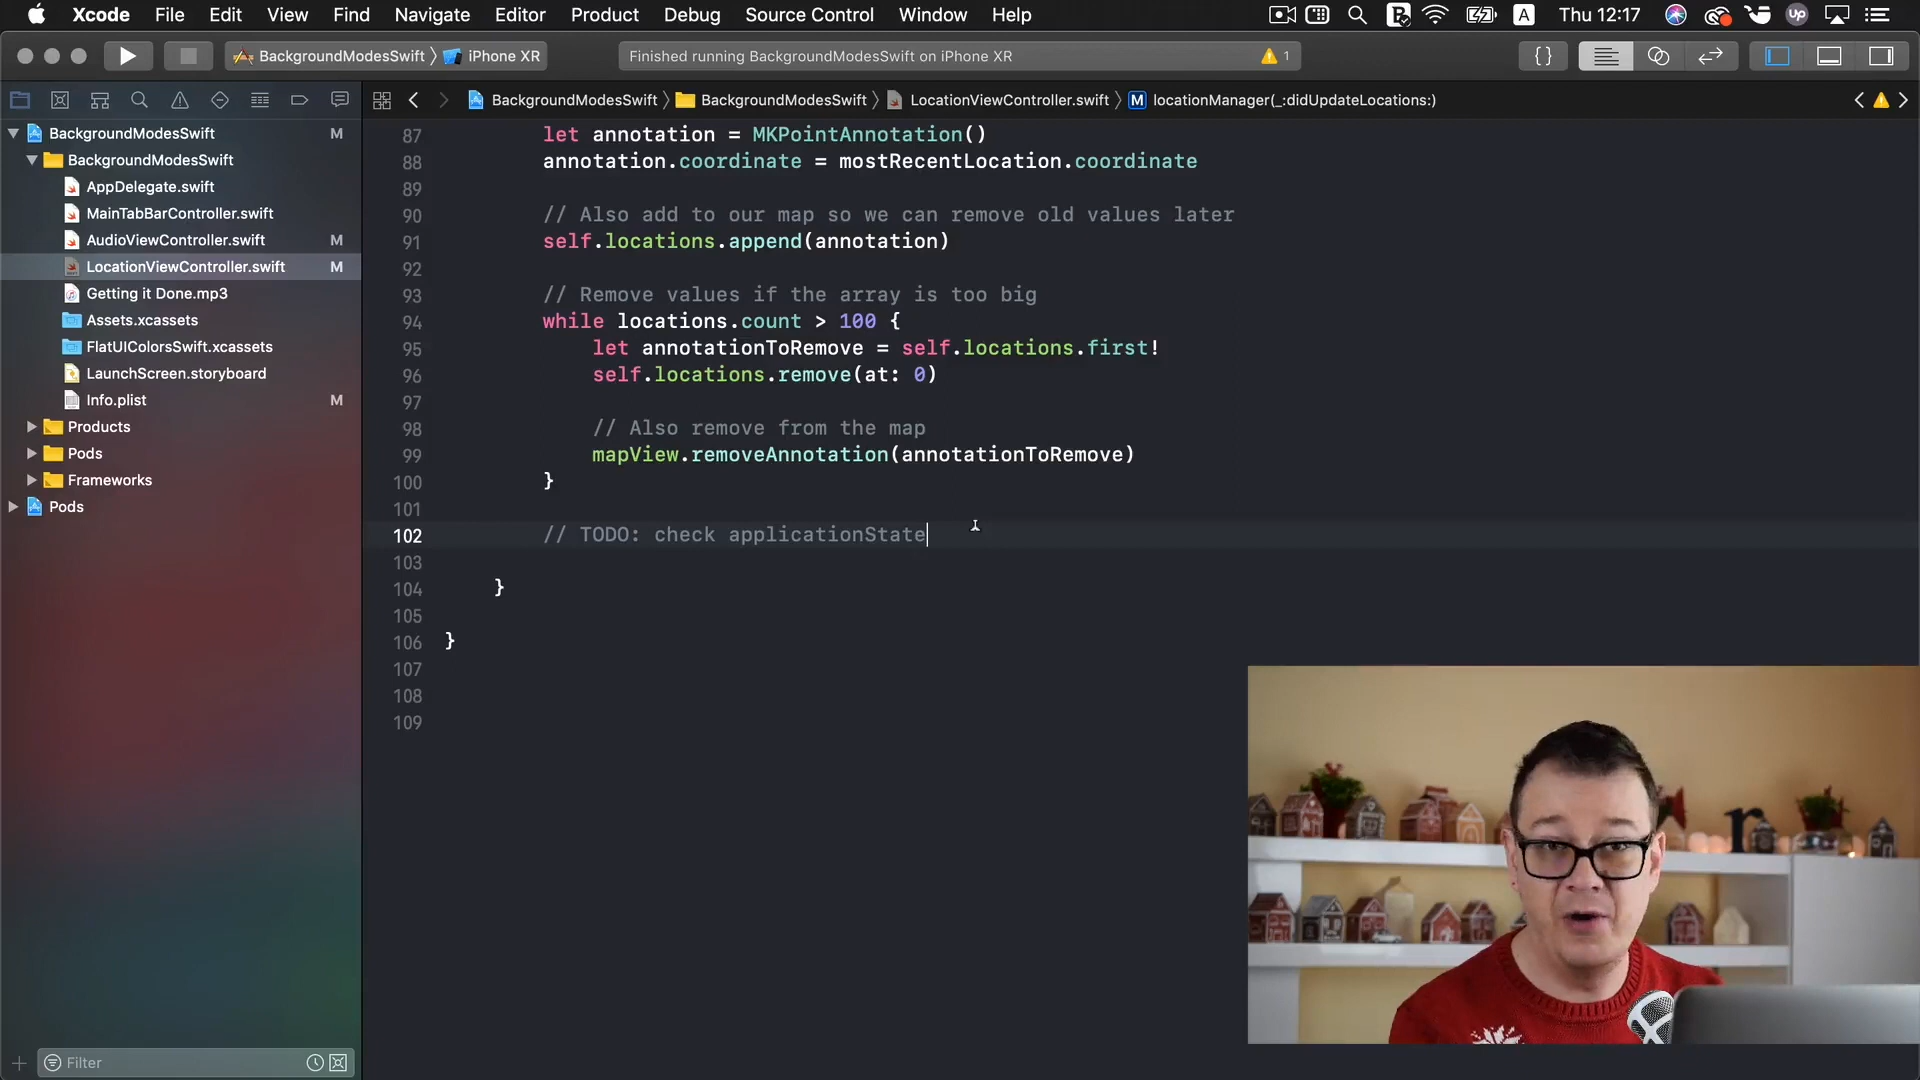 Xcode File Edit View Find Navigate Editor Product Debug Source Control Window Help
A Thu 12:17 Up
BackgroundModesSwift iPhone XR
Finished running BackgroundModesSwift on iPhone XR 1
BackgroundModesSwift BackgroundModesSwift LocationViewController.swift M locationManager(_:didUpdateLocations:)
BackgroundModesSwift M
BackgroundModesSwift
AppDelegate.swift
MainTabBarController.swift
AudioViewController.swift M
LocationViewController.swift M
Getting it Done.mp3
Assets.xcassets
FlatUIColorsSwift.xcassets
LaunchScreen.storyboard
Info.plist M
Products
Pods
Frameworks
Pods
Filter
87 let annotation = MKPointAnnotation()
88 annotation.coordinate = mostRecentLocation.coordinate
89
90 // Also add to our map so we can remove old values later
91 self.locations.append(annotation)
92
93 // Remove values if the array is too big
94 while locations.count > 100 {
95 let annotationToRemove = self.locations.first!
96 self.locations.remove(at: 0)
97
98 // Also remove from the map
99 mapView.removeAnnotation(annotationToRemove)
100 }
101
102 // TODO: check applicationState
103
104 }
105
106 }
107
108
109